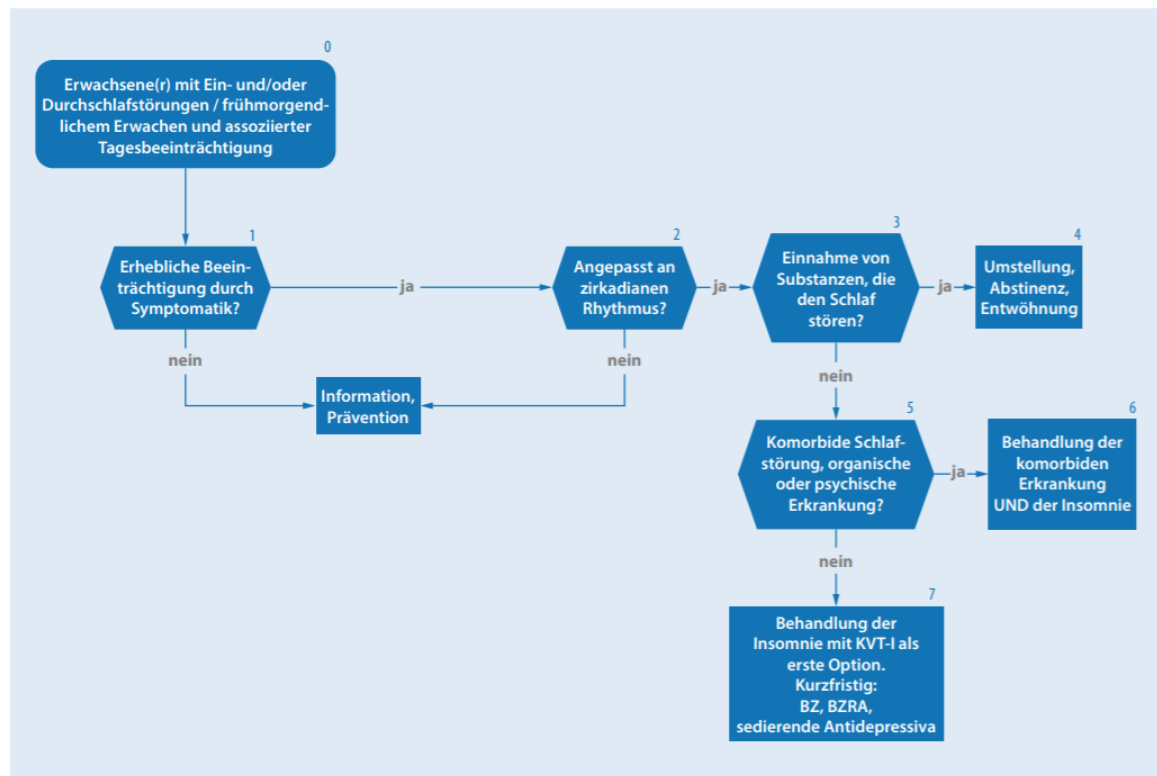 0
Erwachsene(r) mit Ein- und/oder
Durchschlafstörungen / frühmorgend-
lichem Erwachen und assoziierter
Tagesbeeinträchtigung
1
Erhebliche Beein-
trächtigung durch
Symptomatik?
ja
nein
2
Angepasst an
zirkadianen
Rhythmus?
ja
nein
Information,
Prävention
3
Einnahme von
Substanzen, die
den Schlaf
stören?
ja
nein
4
Umstellung,
Abstinenz,
Entwöhnung
5
Komorbide Schlaf-
störung, organische
oder psychische
Erkrankung?
ja
nein
6
Behandlung der
komorbiden
Erkrankung
UND der Insomnie
7
Behandlung der
Insomnie mit KVT-I als
erste Option.
Kurzfristig:
BZ, BZRA,
sedierende Antidepressiva